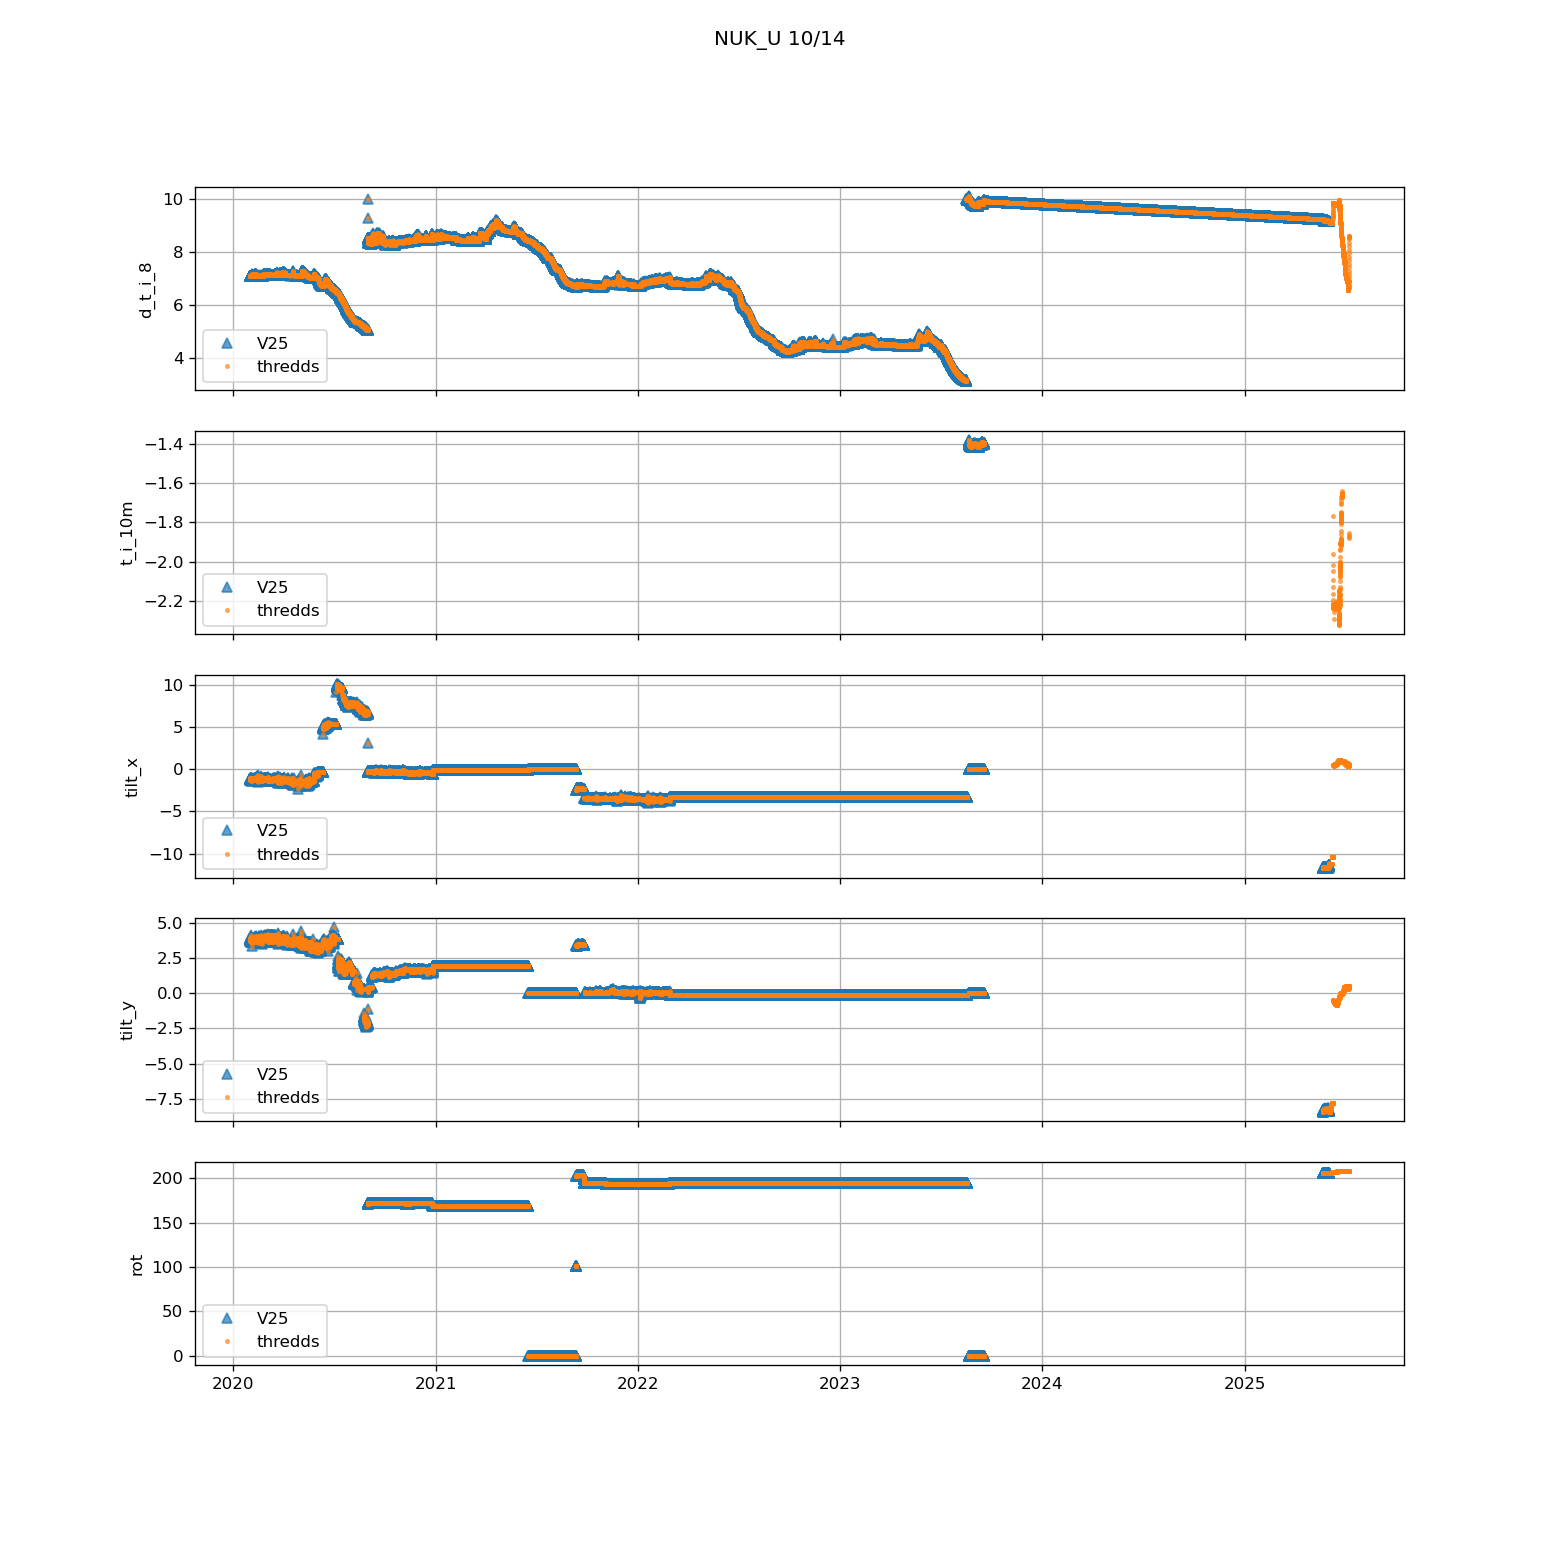 NUK_U 10/14
10
8
6
4
d_t_i_8
V25
thredds
−1.4
−1.6
−1.8
−2.0
−2.2
t_i_10m
V25
thredds
10
5
0
−5
−10
tilt_x
V25
thredds
5.0
2.5
0.0
−2.5
−5.0
−7.5
tilt_y
V25
thredds
200
150
100
50
0
rot
V25
thredds
2020 2021 2022 2023 2024 2025